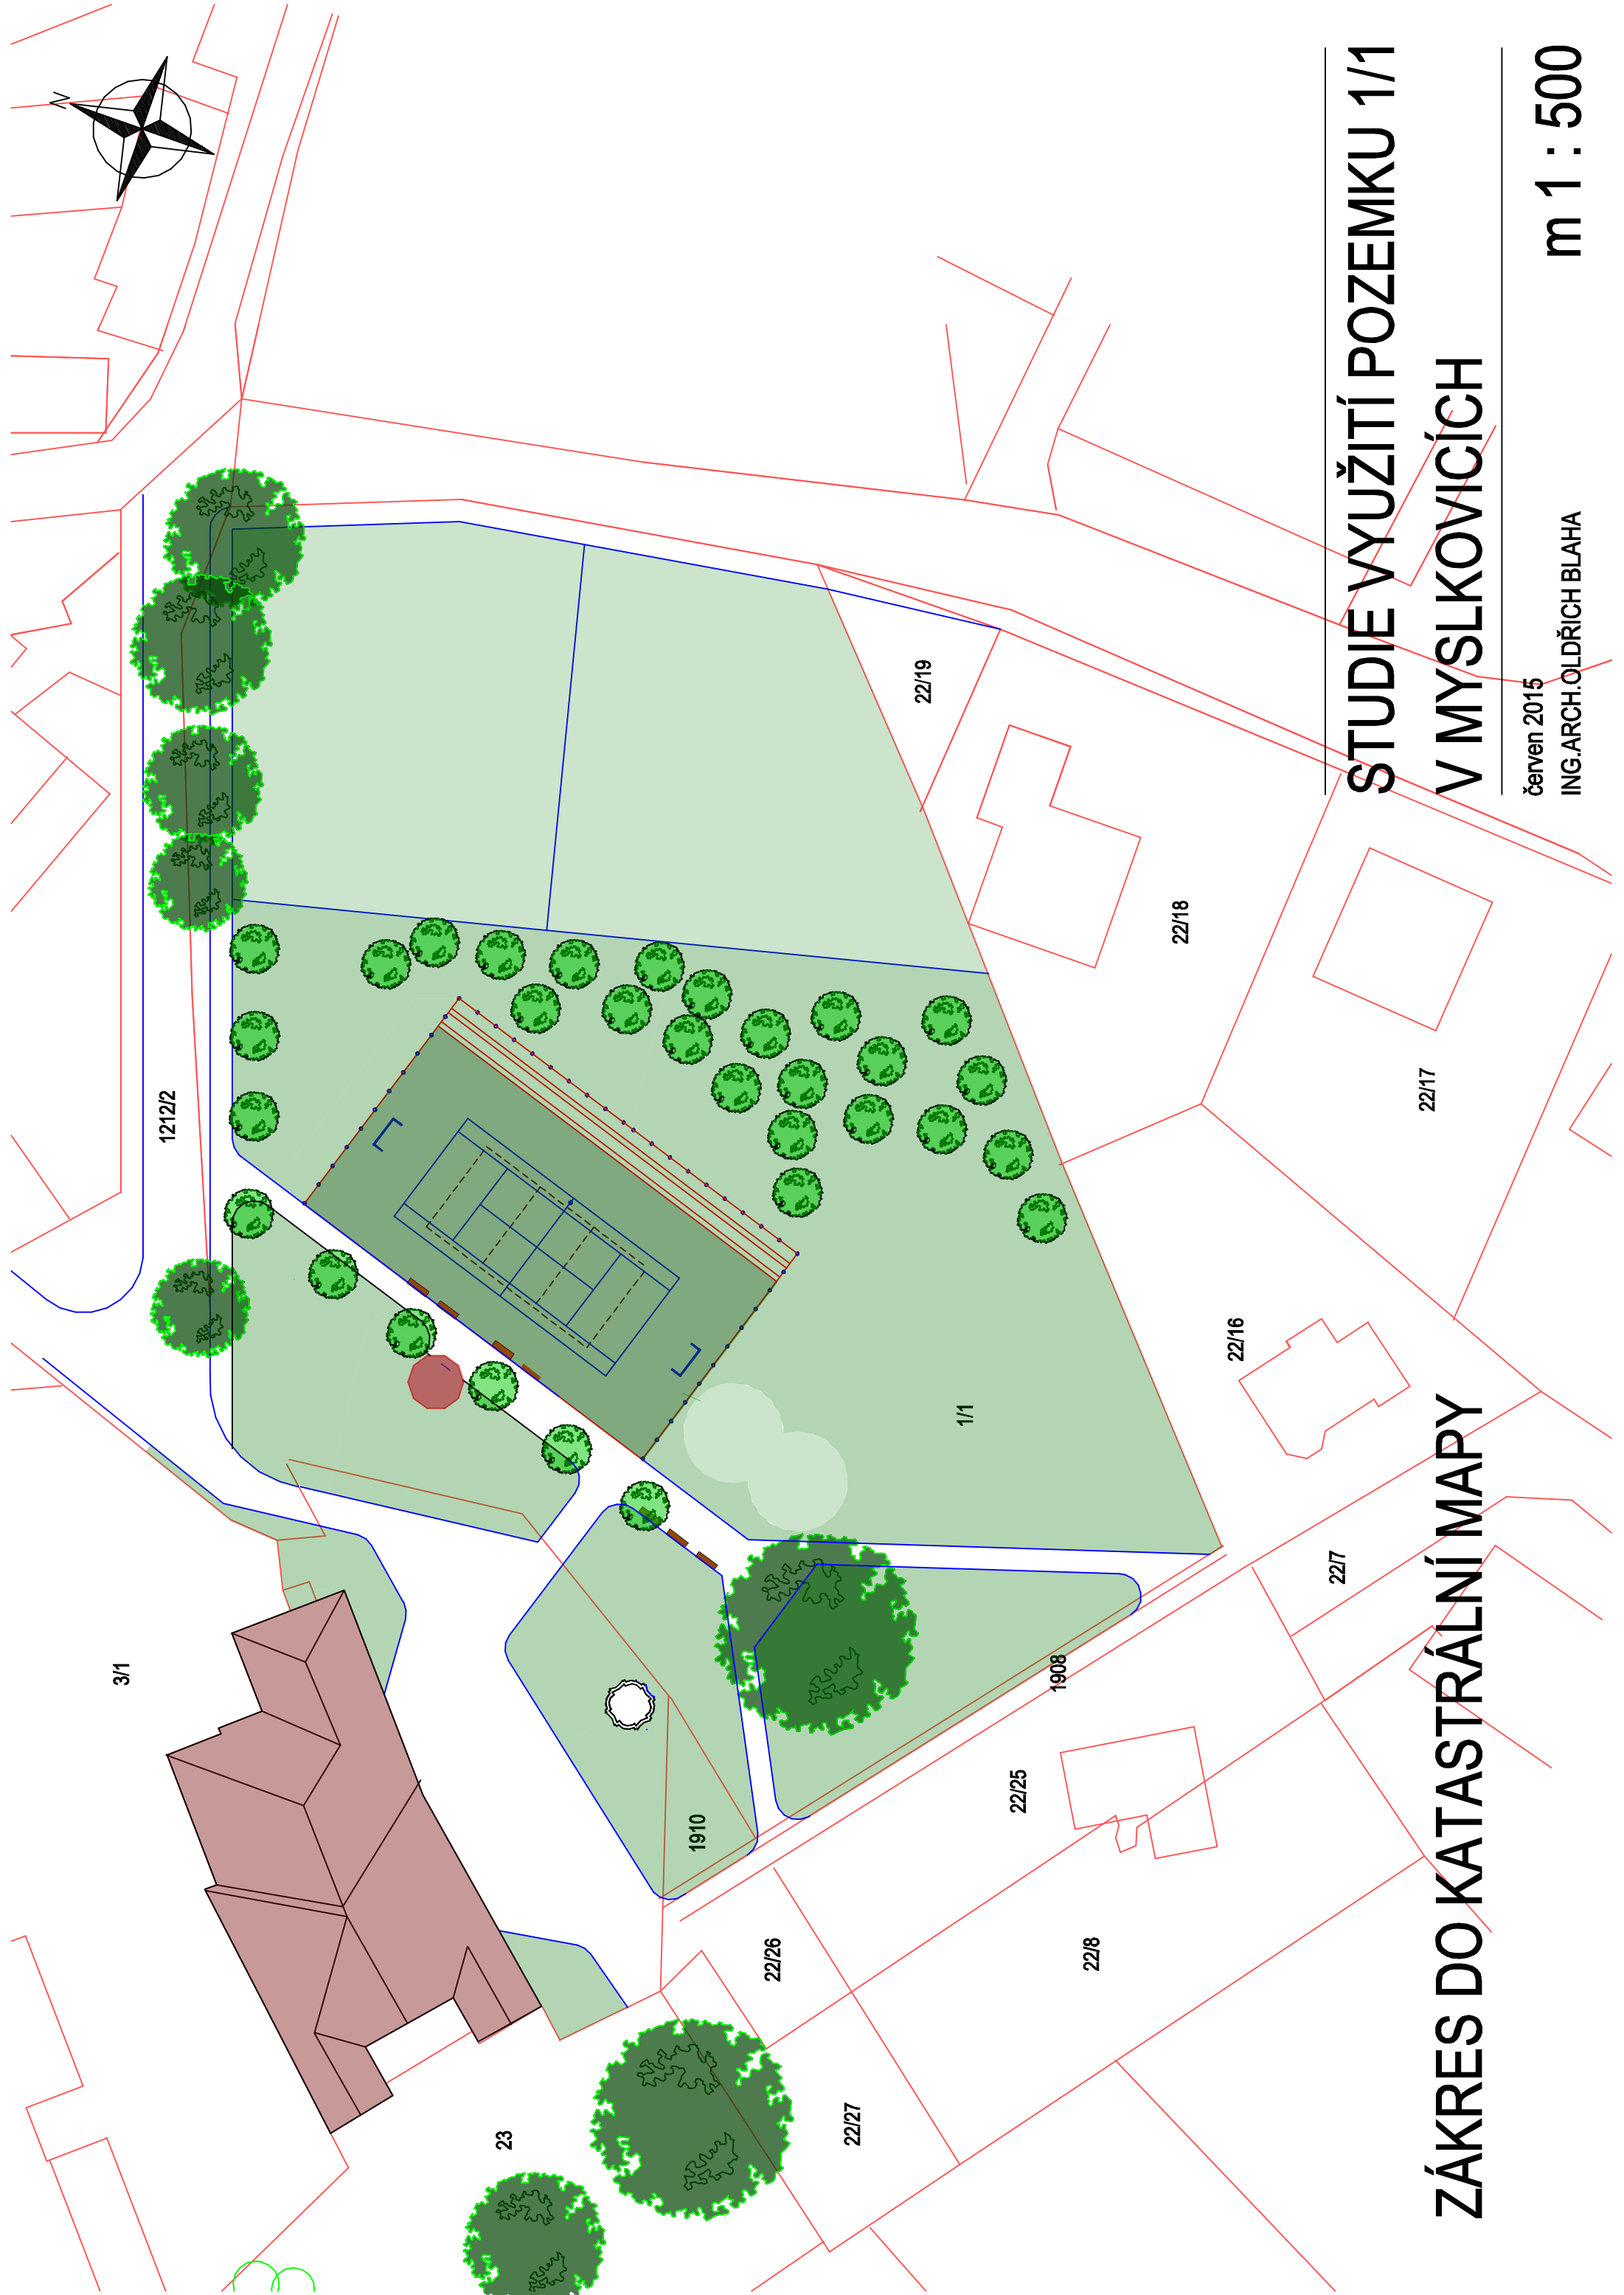 N
3/1
1212/2
23
1910
22/26
22/27
22/25
22/8
1908
1/1
22/19
22/18
22/17
22/16
22/7
ZÁKRES DO KATASTRÁLNÍ MAPY
STUDIE VYUŽITÍ POZEMKU 1/1
V MYSLKOVICÍCH
červen 2015
ING.ARCH.OLDŘICH BLAHA
m 1 : 500